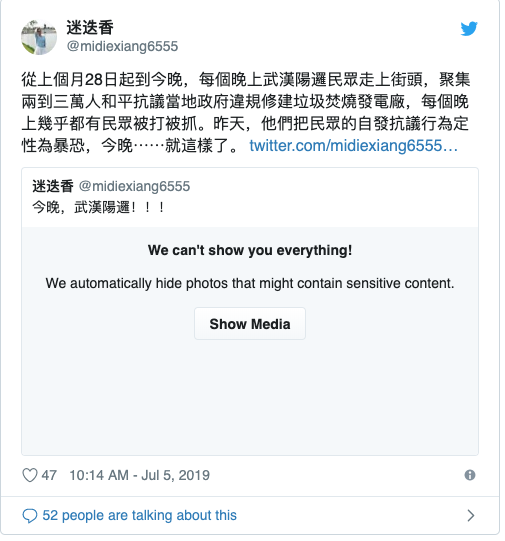 迷迭香
@midiexiang6555
從上個月28日起到今晚，每個晚上武漢陽邏民眾走上街頭，聚集
兩到三萬人和平抗議當地政府違規修建垃圾焚燒發電廠，每個晚
上幾乎都有民眾被打被抓。昨天，他們把民眾的自發抗議行為定
性為暴恐，今晚⋯⋯就這樣了。 twitter.com/midiexiang6555…
迷迭香 @midiexiang6555
今晚，武漢陽邏！！！
We can't show you everything!
We automatically hide photos that might contain sensitive content.
Show Media
47 10:14 AM - Jul 5, 2019
52 people are talking about this